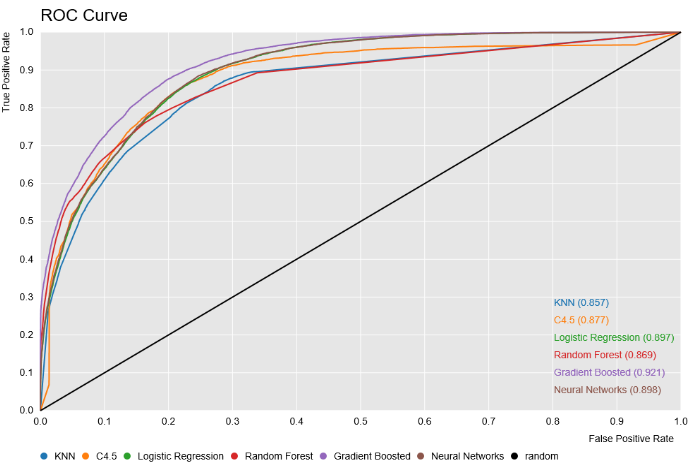 ROC Curve
True Positive Rate
1.0
0.9
0.8
0.7
0.6
0.5
0.4
0.3
0.2
0.1
0.0
KNN (0.857)
C4.5 (0.877)
Logistic Regression (0.897)
Random Forest (0.869)
Gradient Boosted (0.921)
Neural Networks (0.898)
0.0 0.1 0.2 0.3 0.4 0.5 0.6 0.7 0.8 0.9 1.0
False Positive Rate
KNN C4.5 Logistic Regression Random Forest Gradient Boosted Neural Networks random